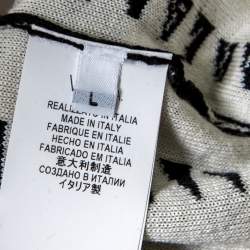 L
REALIZZATO IN ITALIA
MADE IN ITALY
FABRIQUE EN ITALIE
HECHO EN ITALIA
FABRICADO EM ITALIA
意大利制造
СОЗДАНО В ИТАЛИИ
イタリア製